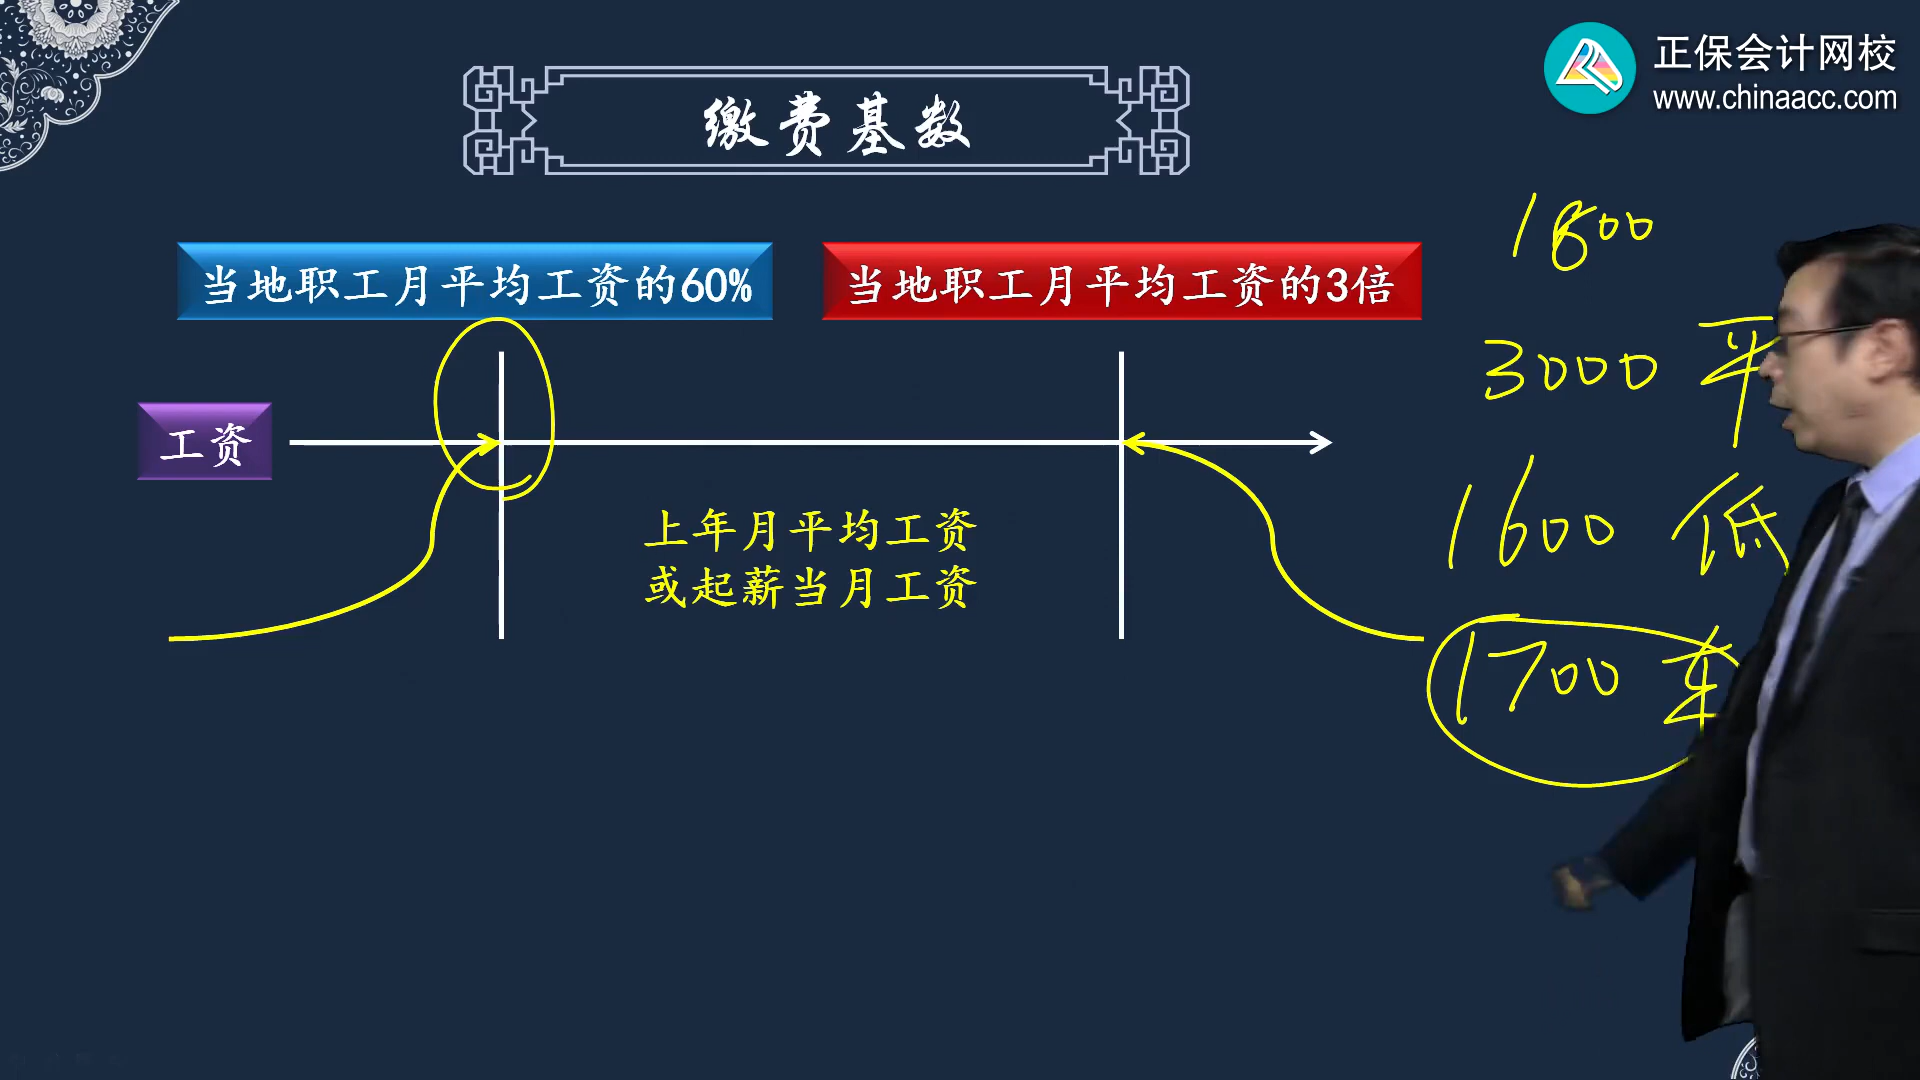 正保会计网校
www.chinaacc.com
缴费基数
当地职工月平均工资的60%
当地职工月平均工资的3倍
1800
3000 平
工资
1600 低
上年月平均工资
或起薪当月工资
1700